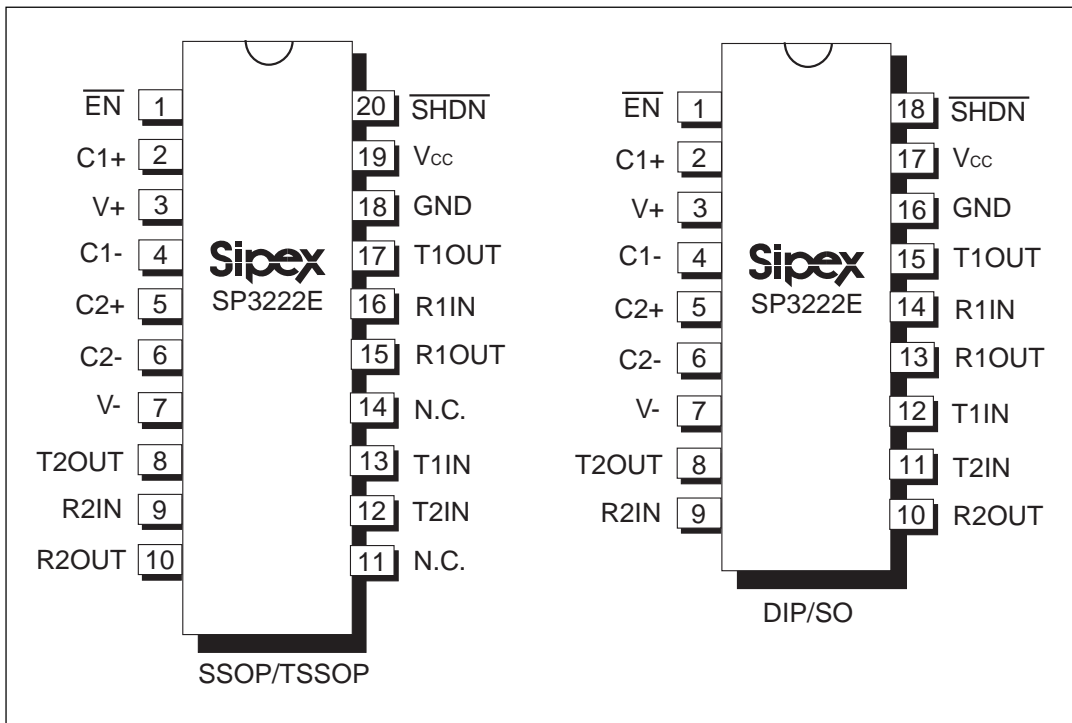 EN 1
C1+ 2
V+ 3
C1- 4
C2+ 5
C2- 6
V- 7
T2OUT 8
R2IN 9
R2OUT 10
Sipex
SP3222E
20 SHDN
19 Vcc
18 GND
17 T1OUT
16 R1IN
15 R1OUT
14 N.C.
13 T1IN
12 T2IN
11 N.C.
SSOP/TSSOP
EN 1
C1+ 2
V+ 3
C1- 4
C2+ 5
C2- 6
V- 7
T2OUT 8
R2IN 9
Sipex
SP3222E
18 SHDN
17 Vcc
16 GND
15 T1OUT
14 R1IN
13 R1OUT
12 T1IN
11 T2IN
10 R2OUT
DIP/SO